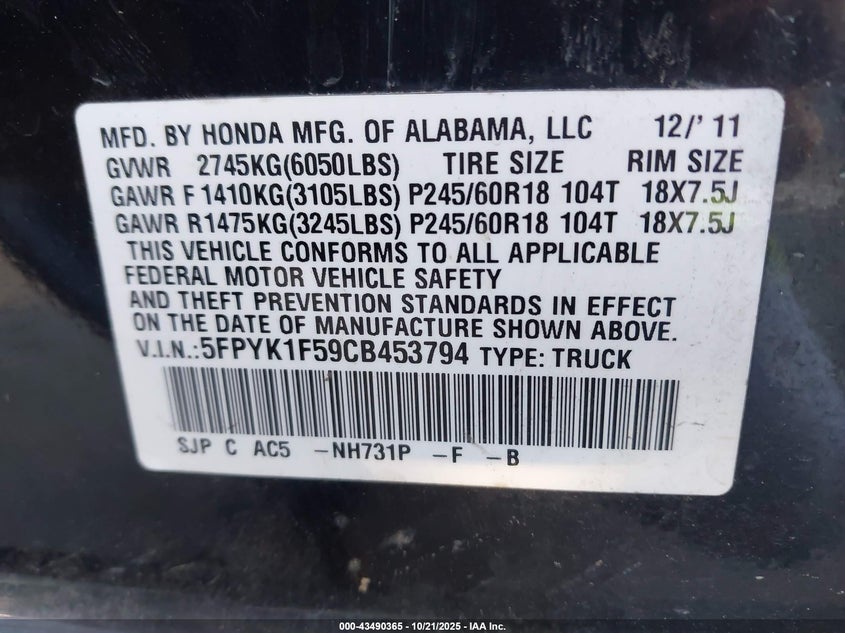 MFD. BY HONDA MFG. OF ALABAMA, LLC 12/'11
GVWR 2745KG(6050LBS) TIRE SIZE RIM SIZE
GAWR F 1410KG(3105LBS) P245/60R18 104T 18X7.5J
GAWR R1475KG(3245LBS) P245/60R18 104T 18X7.5J
THIS VEHICLE CONFORMS TO ALL APPLICABLE
FEDERAL MOTOR VEHICLE SAFETY
AND THEFT PREVENTION STANDARDS IN EFFECT
ON THE DATE OF MANUFACTURE SHOWN ABOVE.
V.I.N.:5FPYK1F59CB453794 TYPE: TRUCK
SJP C AC5 -NH731P -F -B
000-43490365 - 10/21/2025 - IAA Inc.